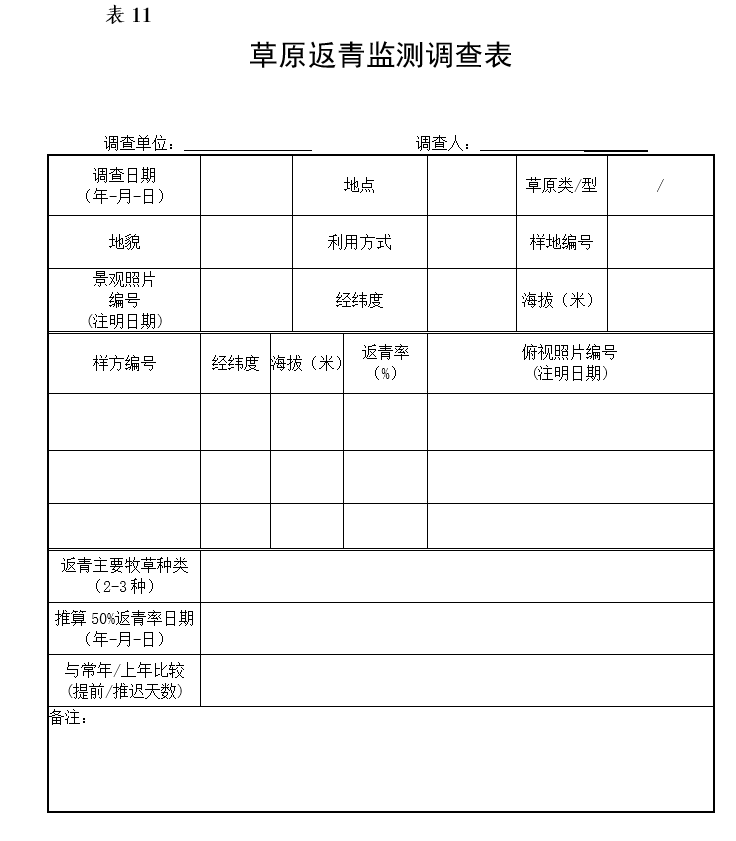 表 11
草原返青监测调查表
调查单位：
调查人：
调查日期
（年-月-日）
地点
草原类/型
/
地貌
利用方式
样地编号
景观照片
编号
(注明日期)
经纬度
海拔（米）
样方编号
经纬度
海拔（米）
返青率
（%）
俯视照片编号
(注明日期)
返青主要牧草种类
（2-3 种）
推算 50%返青率日期
（年-月-日）
与常年/上年比较
(提前/推迟天数)
备注：